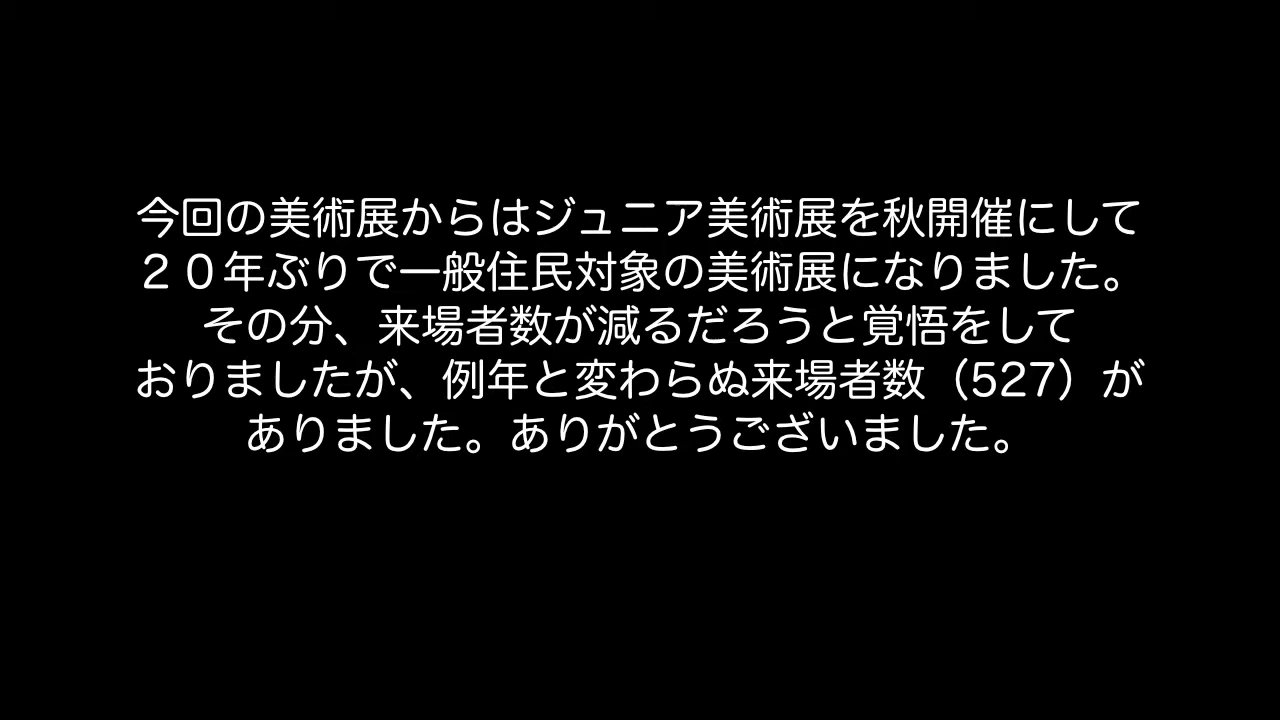 今回の美術展からはジュニア美術展を秋開催にして
２０年ぶりで一般住民対象の美術展になりました。
その分、来場者数が減るだろうと覚悟をして
おりましたが、例年と変わらぬ来場者数（527）が
ありました。ありがとうございました。